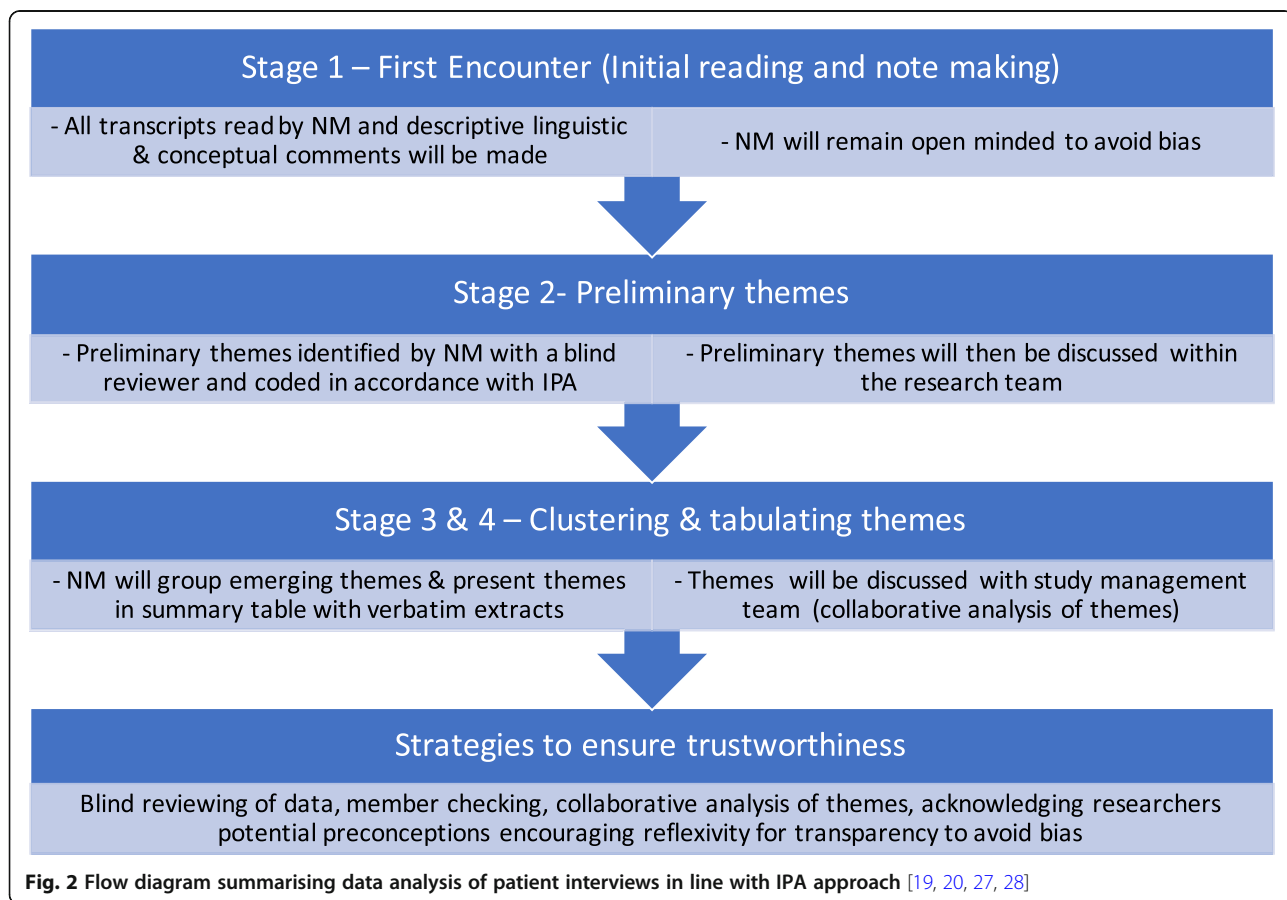 Stage 1 – First Encounter (Initial reading and note making)
- All transcripts read by NM and descriptive linguistic
& conceptual comments will be made
- NM will remain open minded to avoid bias
Stage 2- Preliminary themes
- Preliminary themes identified by NM with a blind
reviewer and coded in accordance with IPA
- Preliminary themes will then be discussed within
the research team
Stage 3 & 4 – Clustering & tabulating themes
- NM will group emerging themes & present themes
in summary table with verbatim extracts
- Themes will be discussed with study management
team (collaborative analysis of themes)
Strategies to ensure trustworthiness
Blind reviewing of data, member checking, collaborative analysis of themes, acknowledging researchers
potential preconceptions encouraging reflexivity for transparency to avoid bias
Fig. 2 Flow diagram summarising data analysis of patient interviews in line with IPA approach [19, 20, 27, 28]